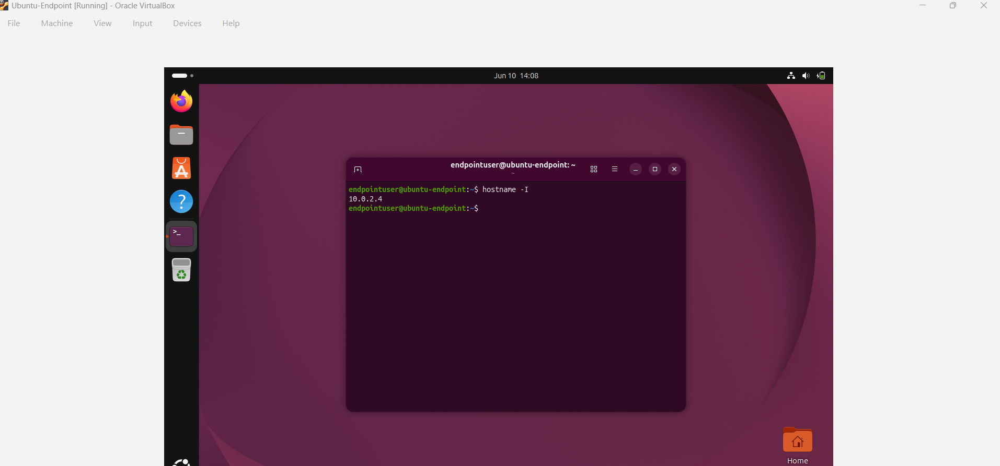 Ubuntu-Endpoint [Running] - Oracle VirtualBox
File Machine View Input Devices Help
Jun 10 14:08
endpointuser@ubuntu-endpoint: ~
~
endpointuser@ubuntu-endpoint:~$ hostname -I
10.0.2.4
endpointuser@ubuntu-endpoint:~$
Home